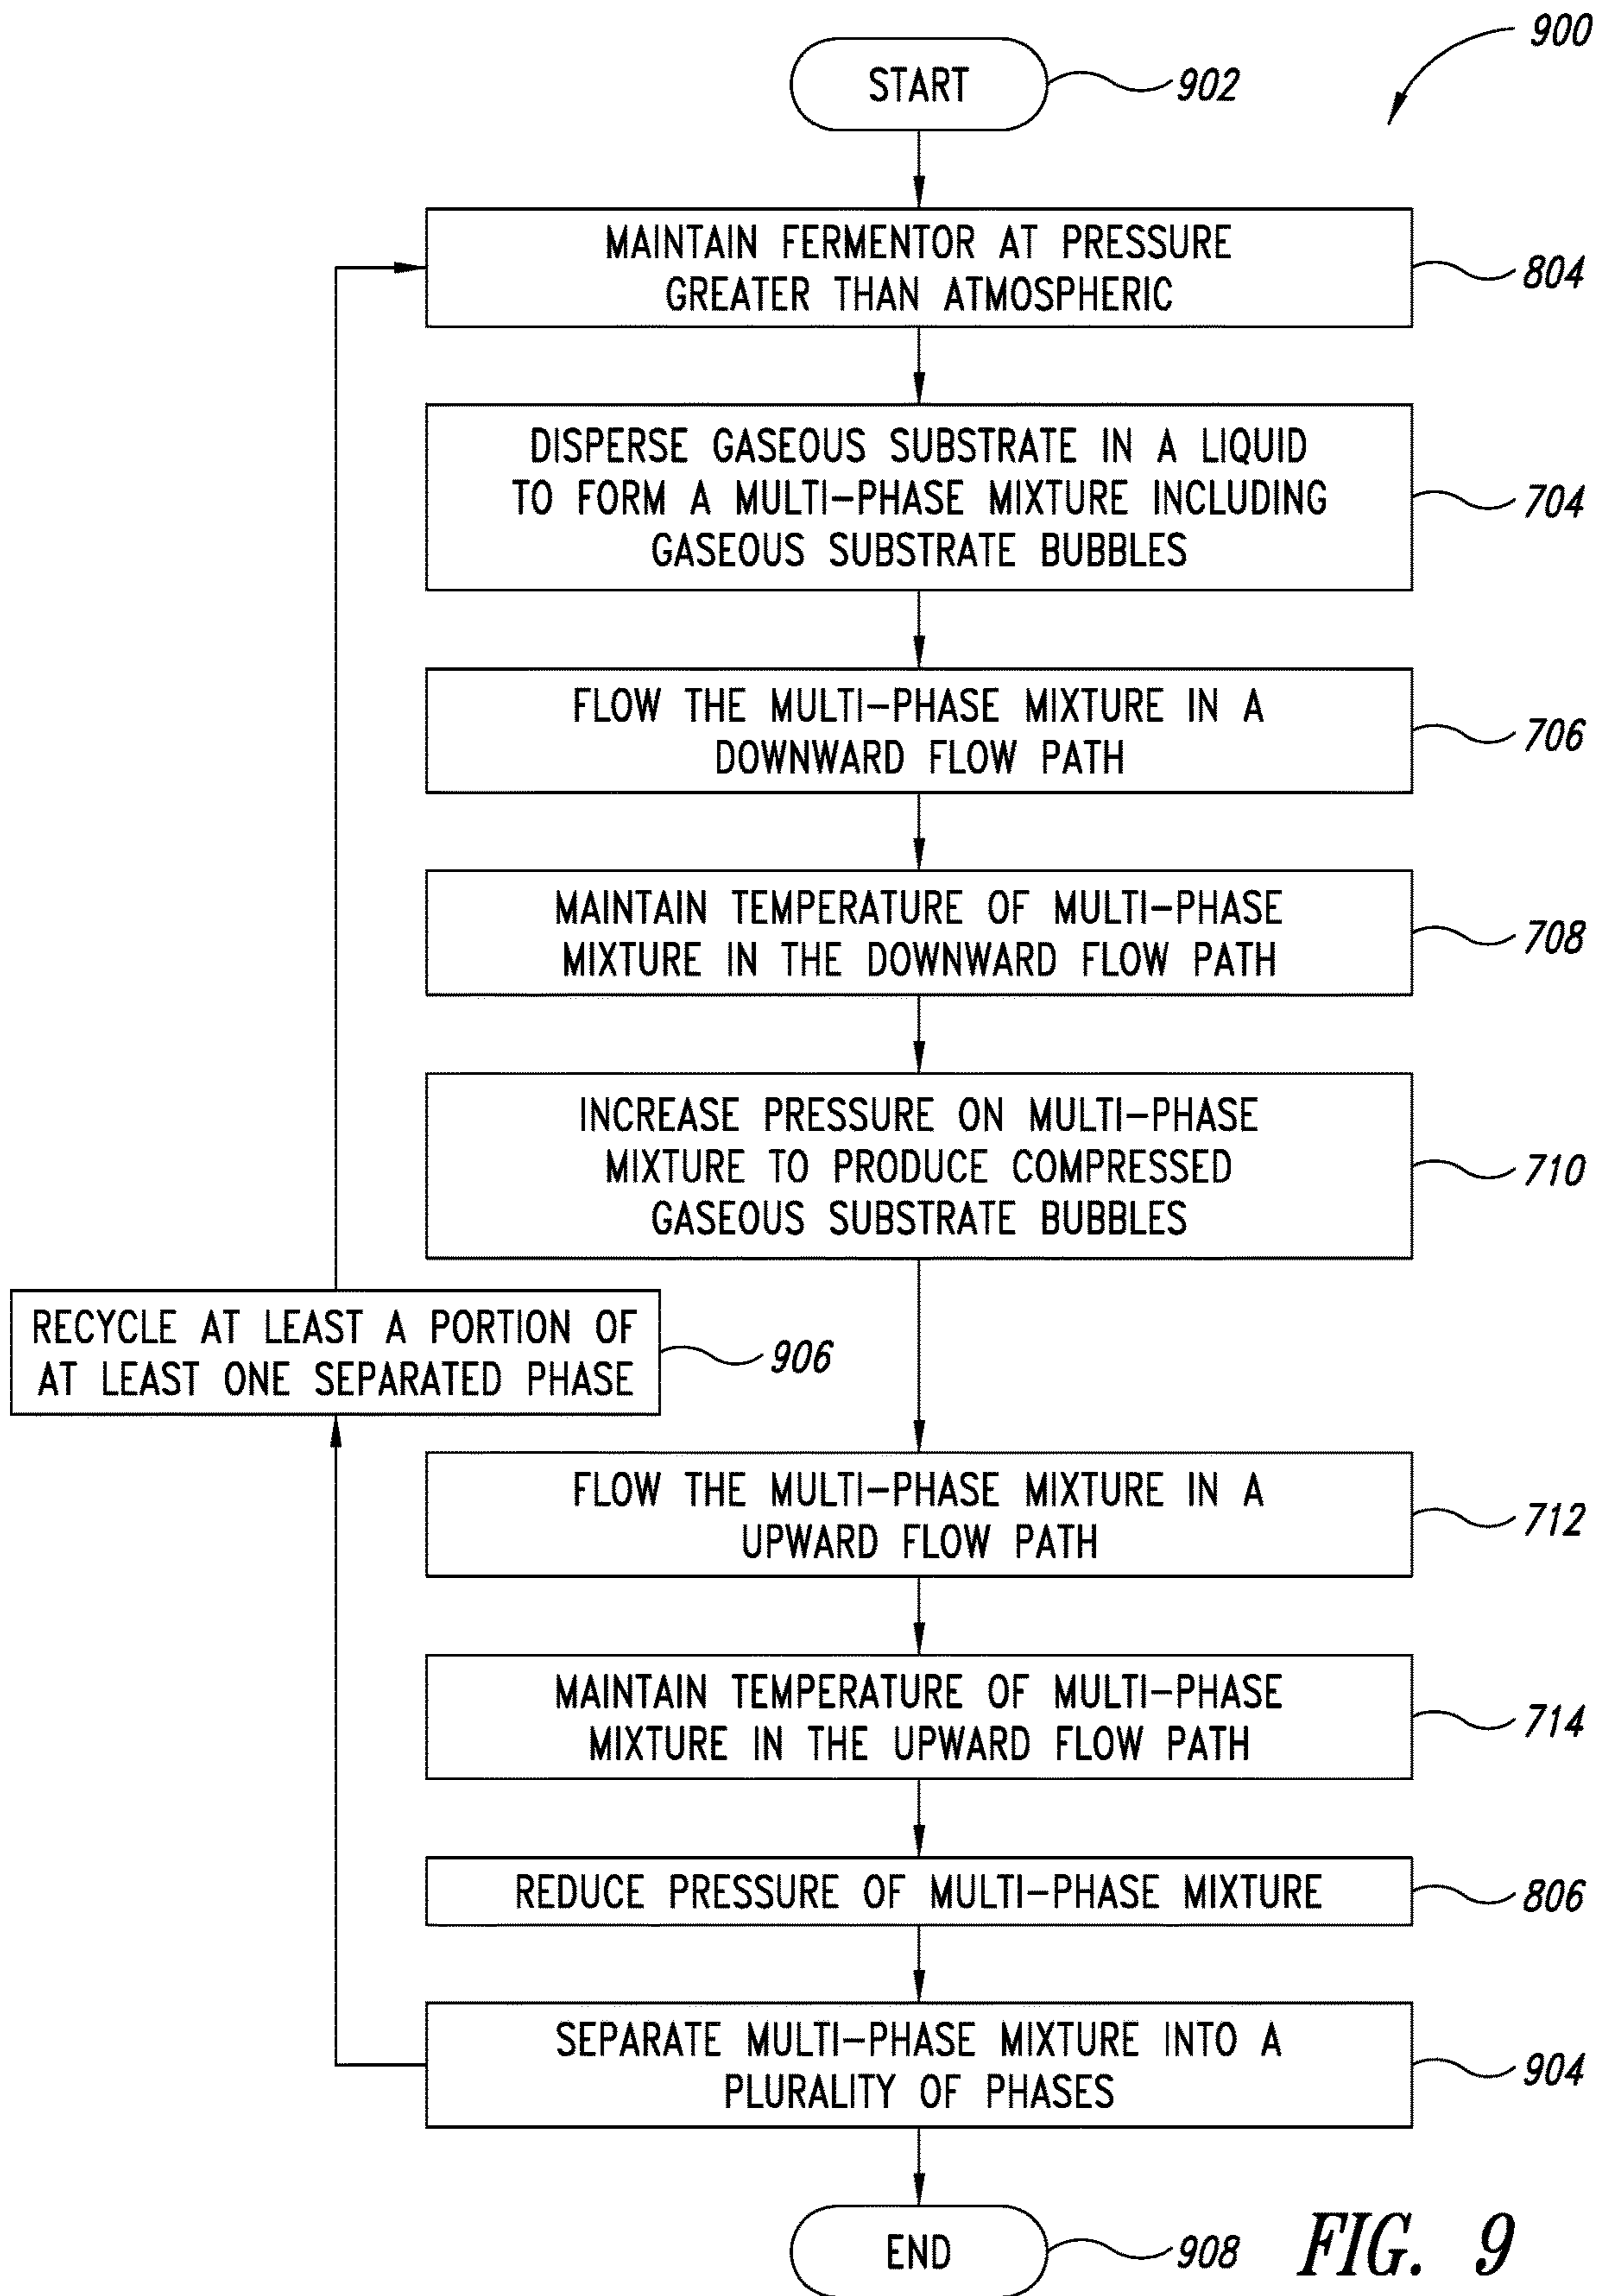 900
START
902
MAINTAIN FERMENTOR AT PRESSURE
GREATER THAN ATMOSPHERIC
804
DISPERSE GASEOUS SUBSTRATE IN A LIQUID
TO FORM A MULTI-PHASE MIXTURE INCLUDING
GASEOUS SUBSTRATE BUBBLES
704
FLOW THE MULTI-PHASE MIXTURE IN A
DOWNWARD FLOW PATH
706
MAINTAIN TEMPERATURE OF MULTI-PHASE
MIXTURE IN THE DOWNWARD FLOW PATH
708
INCREASE PRESSURE ON MULTI-PHASE
MIXTURE TO PRODUCE COMPRESSED
GASEOUS SUBSTRATE BUBBLES
710
RECYCLE AT LEAST A PORTION OF
AT LEAST ONE SEPARATED PHASE
906
FLOW THE MULTI-PHASE MIXTURE IN A
UPWARD FLOW PATH
712
MAINTAIN TEMPERATURE OF MULTI-PHASE
MIXTURE IN THE UPWARD FLOW PATH
714
REDUCE PRESSURE OF MULTI-PHASE MIXTURE
806
SEPARATE MULTI-PHASE MIXTURE INTO A
PLURALITY OF PHASES
904
END
908
FIG. 9